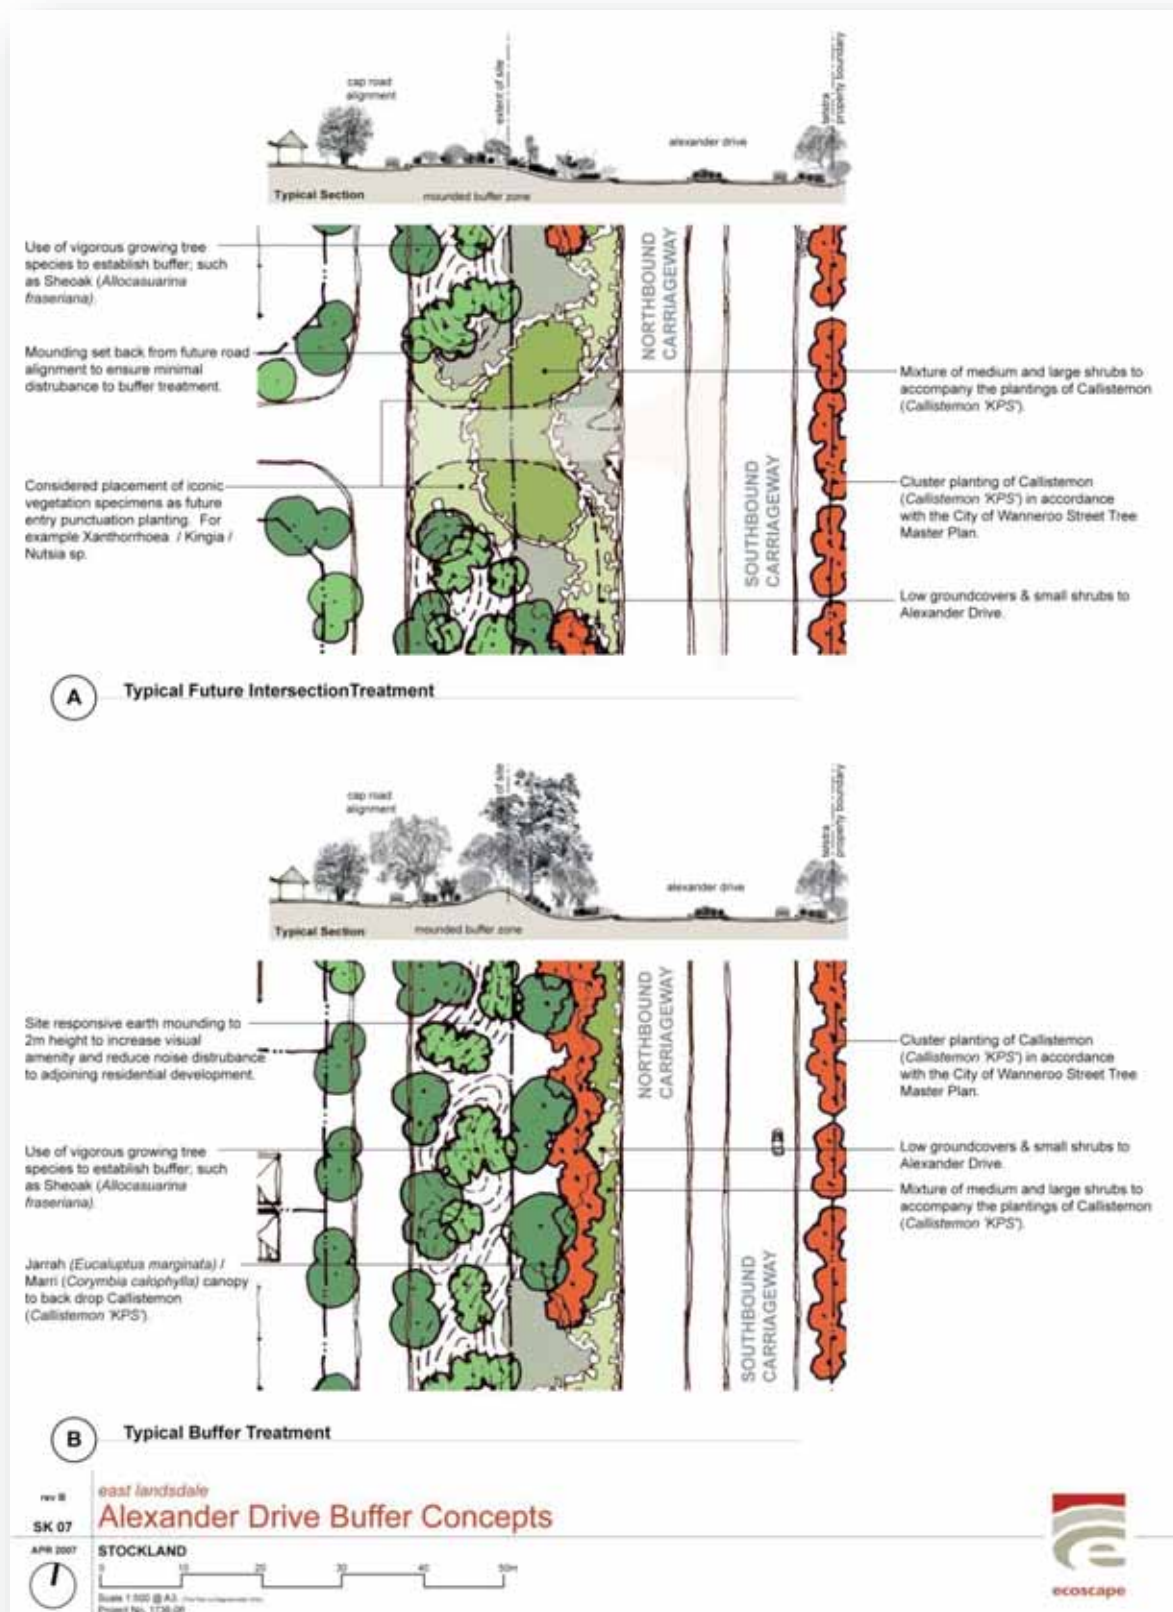 cap road
alignment
extent of site
alexander drive
telstra
property boundary
Typical Section
mounded buffer zone
Use of vigorous growing tree
species to establish buffer; such
as Sheoak (Allocasuarina
fraseriana).
Mounding set back from future road
alignment to ensure minimal
distrubance to buffer treatment.
Considered placement of iconic
vegetation specimens as future
entry punctuation planting. For
example Xanthorrhoea / Kingia /
Nutsia sp.
NORTHBOUND
CARRIAGEWAY
SOUTHBOUND
CARRIAGEWAY
Mixture of medium and large shrubs to
accompany the plantings of Callistemon
(Callistemon 'KPS').
Cluster planting of Callistemon
(Callistemon 'KPS') in accordance
with the City of Wanneroo Street Tree
Master Plan.
Low groundcovers & small shrubs to
Alexander Drive.
A
Typical Future IntersectionTreatment
cap road
alignment
of site
alexander drive
telstra
property boundary
Typical Section
mounded buffer zone
Site responsive earth mounding to
2m height to increase visual
amenity and reduce noise distrubance
to adjoining residential development.
Use of vigorous growing tree
species to establish buffer; such
as Sheoak (Allocasuarina
fraseriana).
Jarrah (Eucaluptus marginata) /
Marri (Corymbia calophylla) canopy
to back drop Callistemon
(Callistemon 'KPS').
NORTHBOUND
CARRIAGEWAY
SOUTHBOUND
CARRIAGEWAY
Cluster planting of Callistemon
(Callistemon 'KPS') in accordance
with the City of Wanneroo Street Tree
Master Plan.
Low groundcovers & small shrubs to
Alexander Drive.
Mixture of medium and large shrubs to
accompany the plantings of Callistemon
(Callistemon 'KPS').
B
Typical Buffer Treatment
rev B
SK 07
APR 2007
east landsdale
Alexander Drive Buffer Concepts
STOCKLAND
0 10 20 30 40 50m
Scale 1:500 @ A3
Project No.
ecoscape